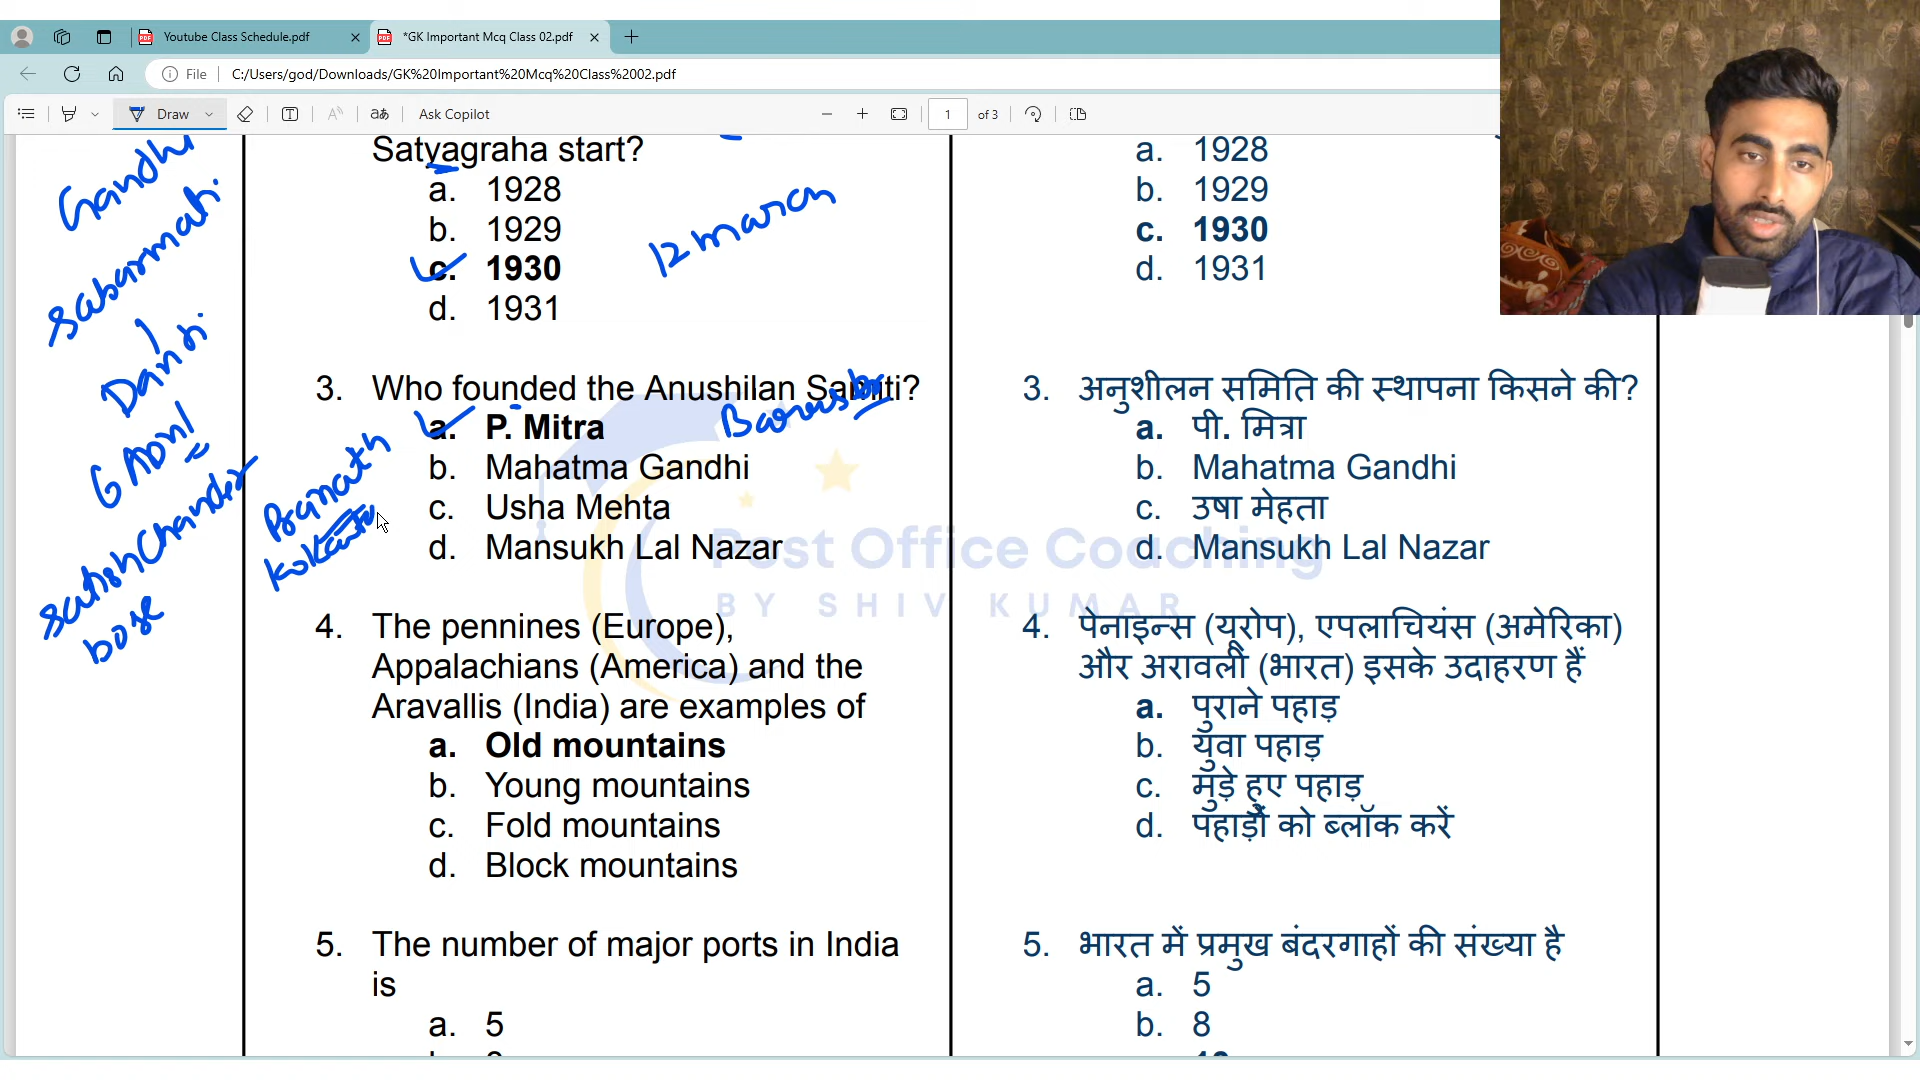 Youtube Class Schedule.pdf
*GK Important Mcq Class 02.pdf
File
C:/Users/god/Downloads/GK%20Important%20Mcq%20Class%2002.pdf
Draw
Ask Copilot
1 of 3
Gandhi
sabarmati
Dandi
6 April
Satish Chander
bose
Satyagraha start?
a. 1928
b. 1929
c. 1930
d. 1931
12 march
3. Who founded the Anushilan Samiti?
a. P. Mitra
b. Mahatma Gandhi
c. Usha Mehta
d. Mansukh Lal Nazar
4. The pennines (Europe),
Appalachians (America) and the
Aravallis (India) are examples of
a. Old mountains
b. Young mountains
c. Fold mountains
d. Block mountains
5. The number of major ports in India
is
a. 5
a. 1928
b. 1929
c. 1930
d. 1931
3. अनुशीलन समिति की स्थापना किसने की?
a. पी. मित्रा
b. Mahatma Gandhi
c. उषा मेहता
d. Mansukh Lal Nazar
4. पेनाइन्स (यूरोप), एपलाचियंस (अमेरिका)
और अरावली (भारत) इसके उदाहरण हैं
a. पुराने पहाड़
b. युवा पहाड़
c. मुड़े हुए पहाड़
d. पहाड़ों को ब्लॉक करें
5. भारत में प्रमुख बंदरगाहों की संख्या है
a. 5
b. 8
Post Office Coaching
BY SHIV KUMAR